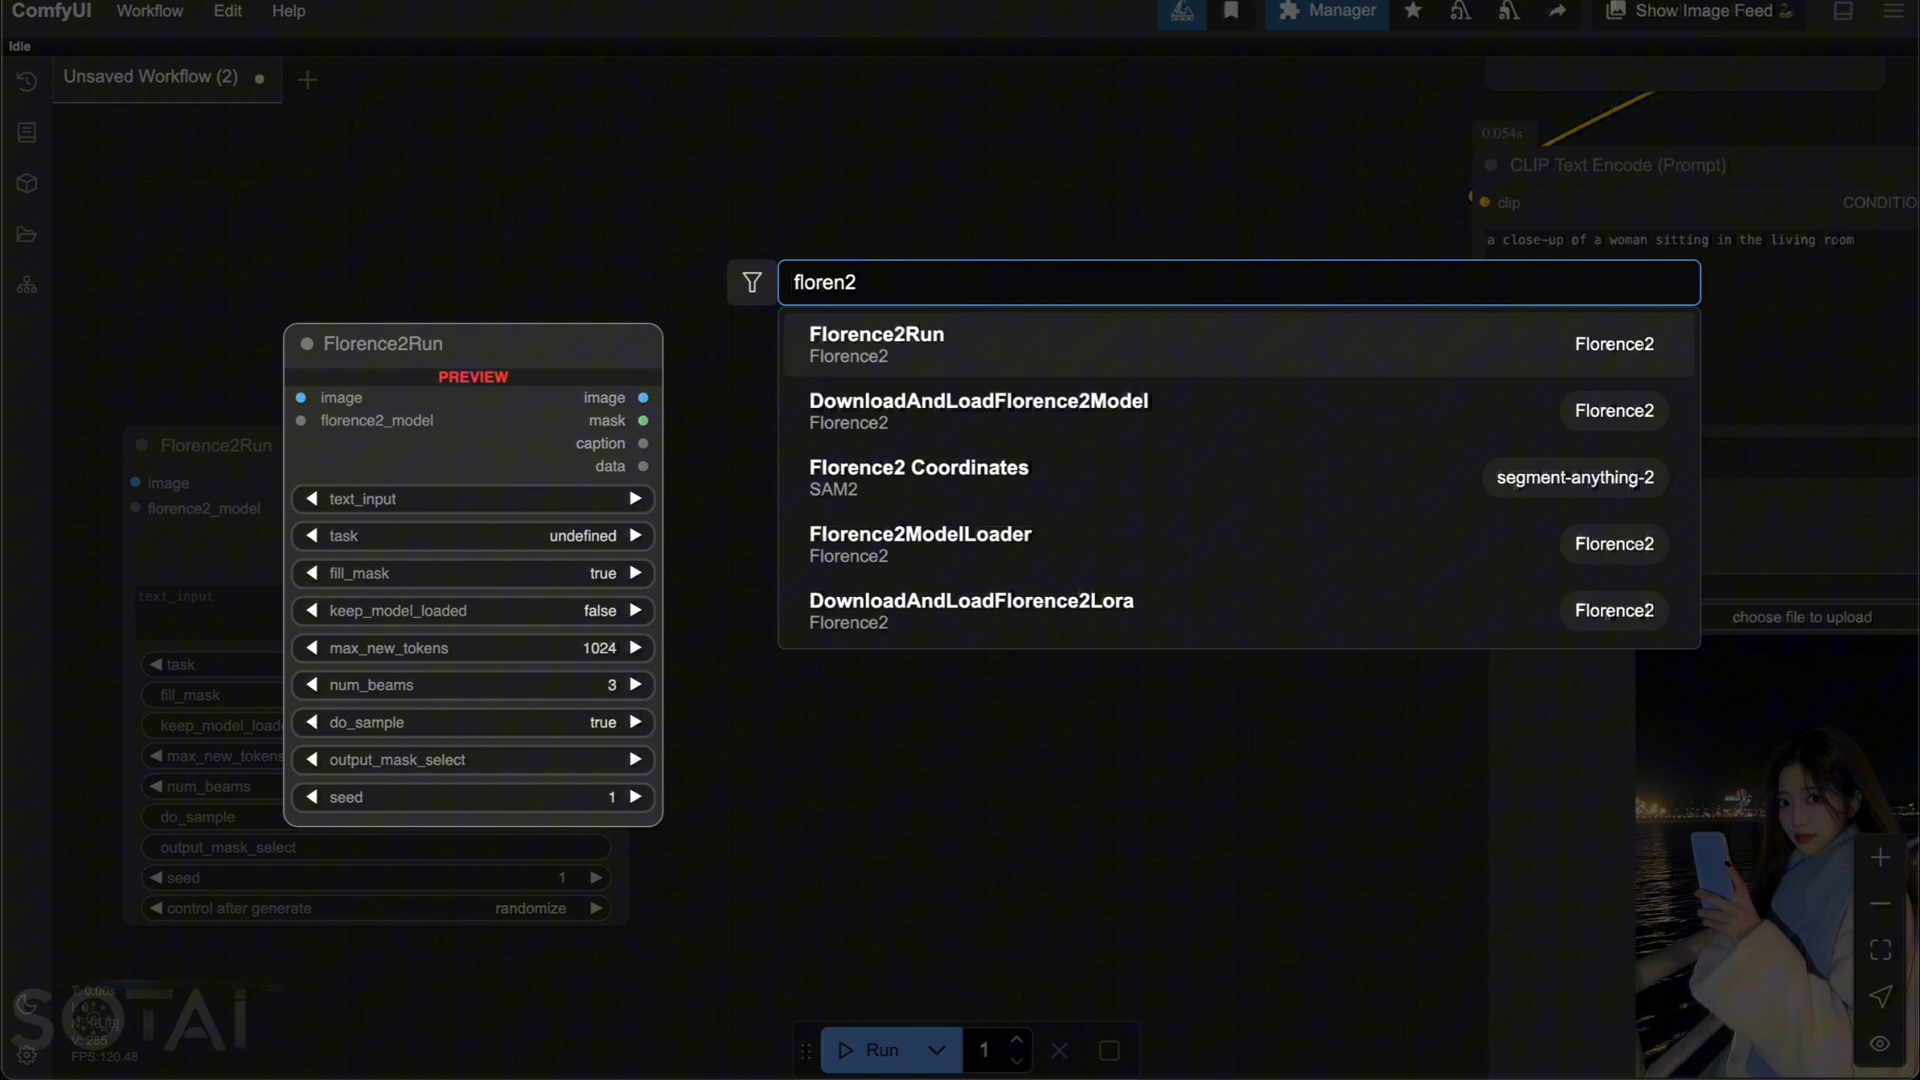 ComfyUI Workflow Edit Help
Manager
Show Image Feed
Idle
Unsaved Workflow (2)
0.054s
CLIP Text Encode (Prompt)
clip CONDITIO
a close-up of a woman sitting in the living room
floren2
Florence2Run
Florence2
Florence2
DownloadAndLoadFlorence2Model
Florence2
Florence2
Florence2 Coordinates
SAM2
segment-anything-2
Florence2ModelLoader
Florence2
Florence2
DownloadAndLoadFlorence2Lora
Florence2
Florence2
choose file to upload
Florence2Run
PREVIEW
image image
florence2_model mask
caption
data
text_input
task undefined
fill_mask true
keep_model_loaded false
max_new_tokens 1024
num_beams 3
do_sample true
output_mask_select
seed 1
Florence2Run
image
florence2_model
text_input
task
fill_mask
keep_model_loade
max_new_tokens
num_beams
do_sample
output_mask_select
seed 1
control after generate randomize
SOTAi
T: 0.00s
V: 285
FPS:120.48
Run 1